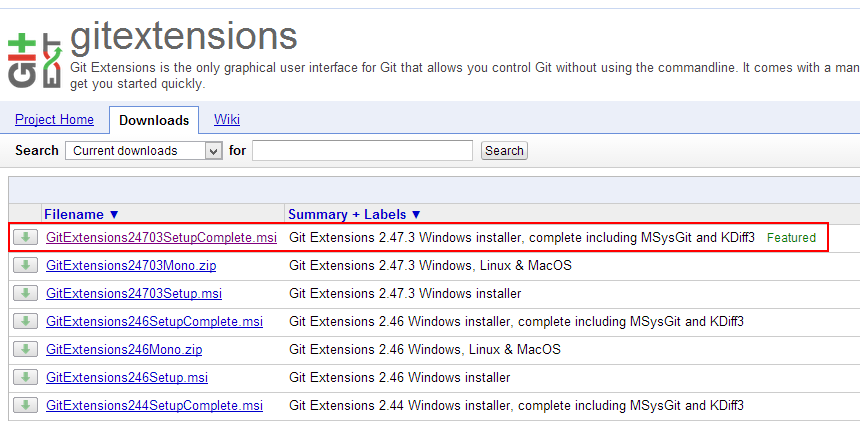 GIT EXT
gitextensions
Git Extensions is the only graphical user interface for Git that allows you control Git without using the commandline. It comes with a man
get you started quickly.
Project Home Downloads Wiki
Search Current downloads for Search
Filename ▼ Summary + Labels ▼
GitExtensions24703SetupComplete.msi Git Extensions 2.47.3 Windows installer, complete including MSysGit and KDiff3 Featured
GitExtensions24703Mono.zip Git Extensions 2.47.3 Windows, Linux & MacOS
GitExtensions24703Setup.msi Git Extensions 2.47.3 Windows installer
GitExtensions246SetupComplete.msi Git Extensions 2.46 Windows installer, complete including MSysGit and KDiff3
GitExtensions246Mono.zip Git Extensions 2.46 Windows, Linux & MacOS
GitExtensions246Setup.msi Git Extensions 2.46 Windows installer
GitExtensions244SetupComplete.msi Git Extensions 2.44 Windows installer, complete including MSysGit and KDiff3